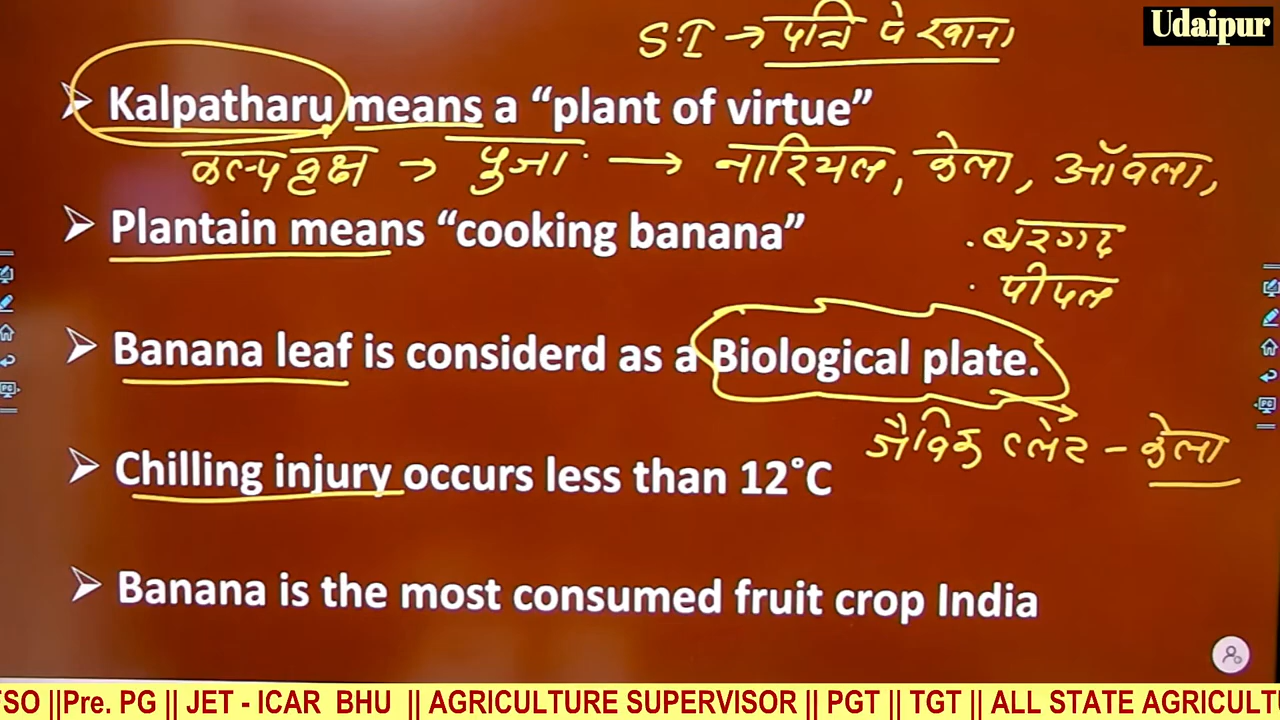 Udaipur
S.I → पत्ति पे खाना
Kalpatharu means a “plant of virtue”
कल्पवृक्ष → पुजा → नारियल, केला, ऑवला,
Plantain means “cooking banana”
. बरगद
. पीपल
Banana leaf is considerd as a Biological plate.
जैविक प्लेट - केला
Chilling injury occurs less than 12°C
Banana is the most consumed fruit crop India
FSO ||Pre. PG || JET - ICAR BHU || AGRICULTURE SUPERVISOR || PGT || TGT || ALL STATE AGRICULT